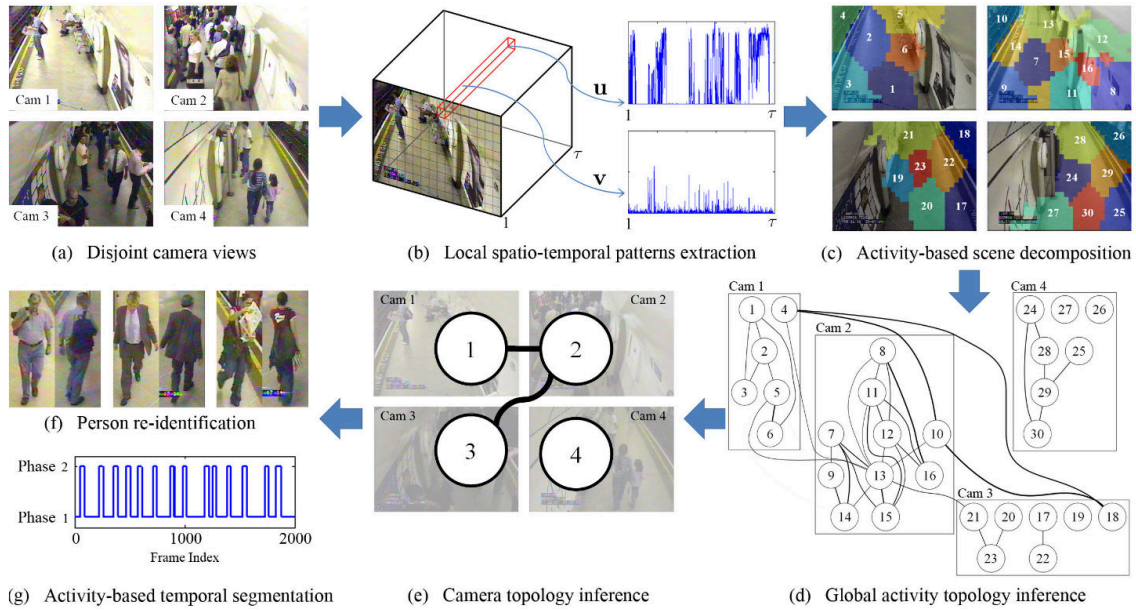 Cam 1
Cam 2
Cam 3
Cam 4
(a) Disjoint camera views
u
v
1
τ
1
τ
1
τ
(b) Local spatio-temporal patterns extraction
4
5
2
6
3
1
10
13
12
14
15
7
16
9
11
8
21
18
23
22
19
20
17
28
26
24
29
27
30
25
(c) Activity-based scene decomposition
Cam 1
1
4
2
3
5
6
Cam 2
8
11
7
12
10
9
13
16
14
15
Cam 4
24
27
26
28
25
29
30
Cam 3
21
20
17
19
18
23
22
(d) Global activity topology inference
Cam 1
Cam 2
1
2
Cam 3
Cam 4
3
4
(e) Camera topology inference
(f) Person re-identification
Phase 2
Phase 1
0
1000
2000
Frame Index
(g) Activity-based temporal segmentation